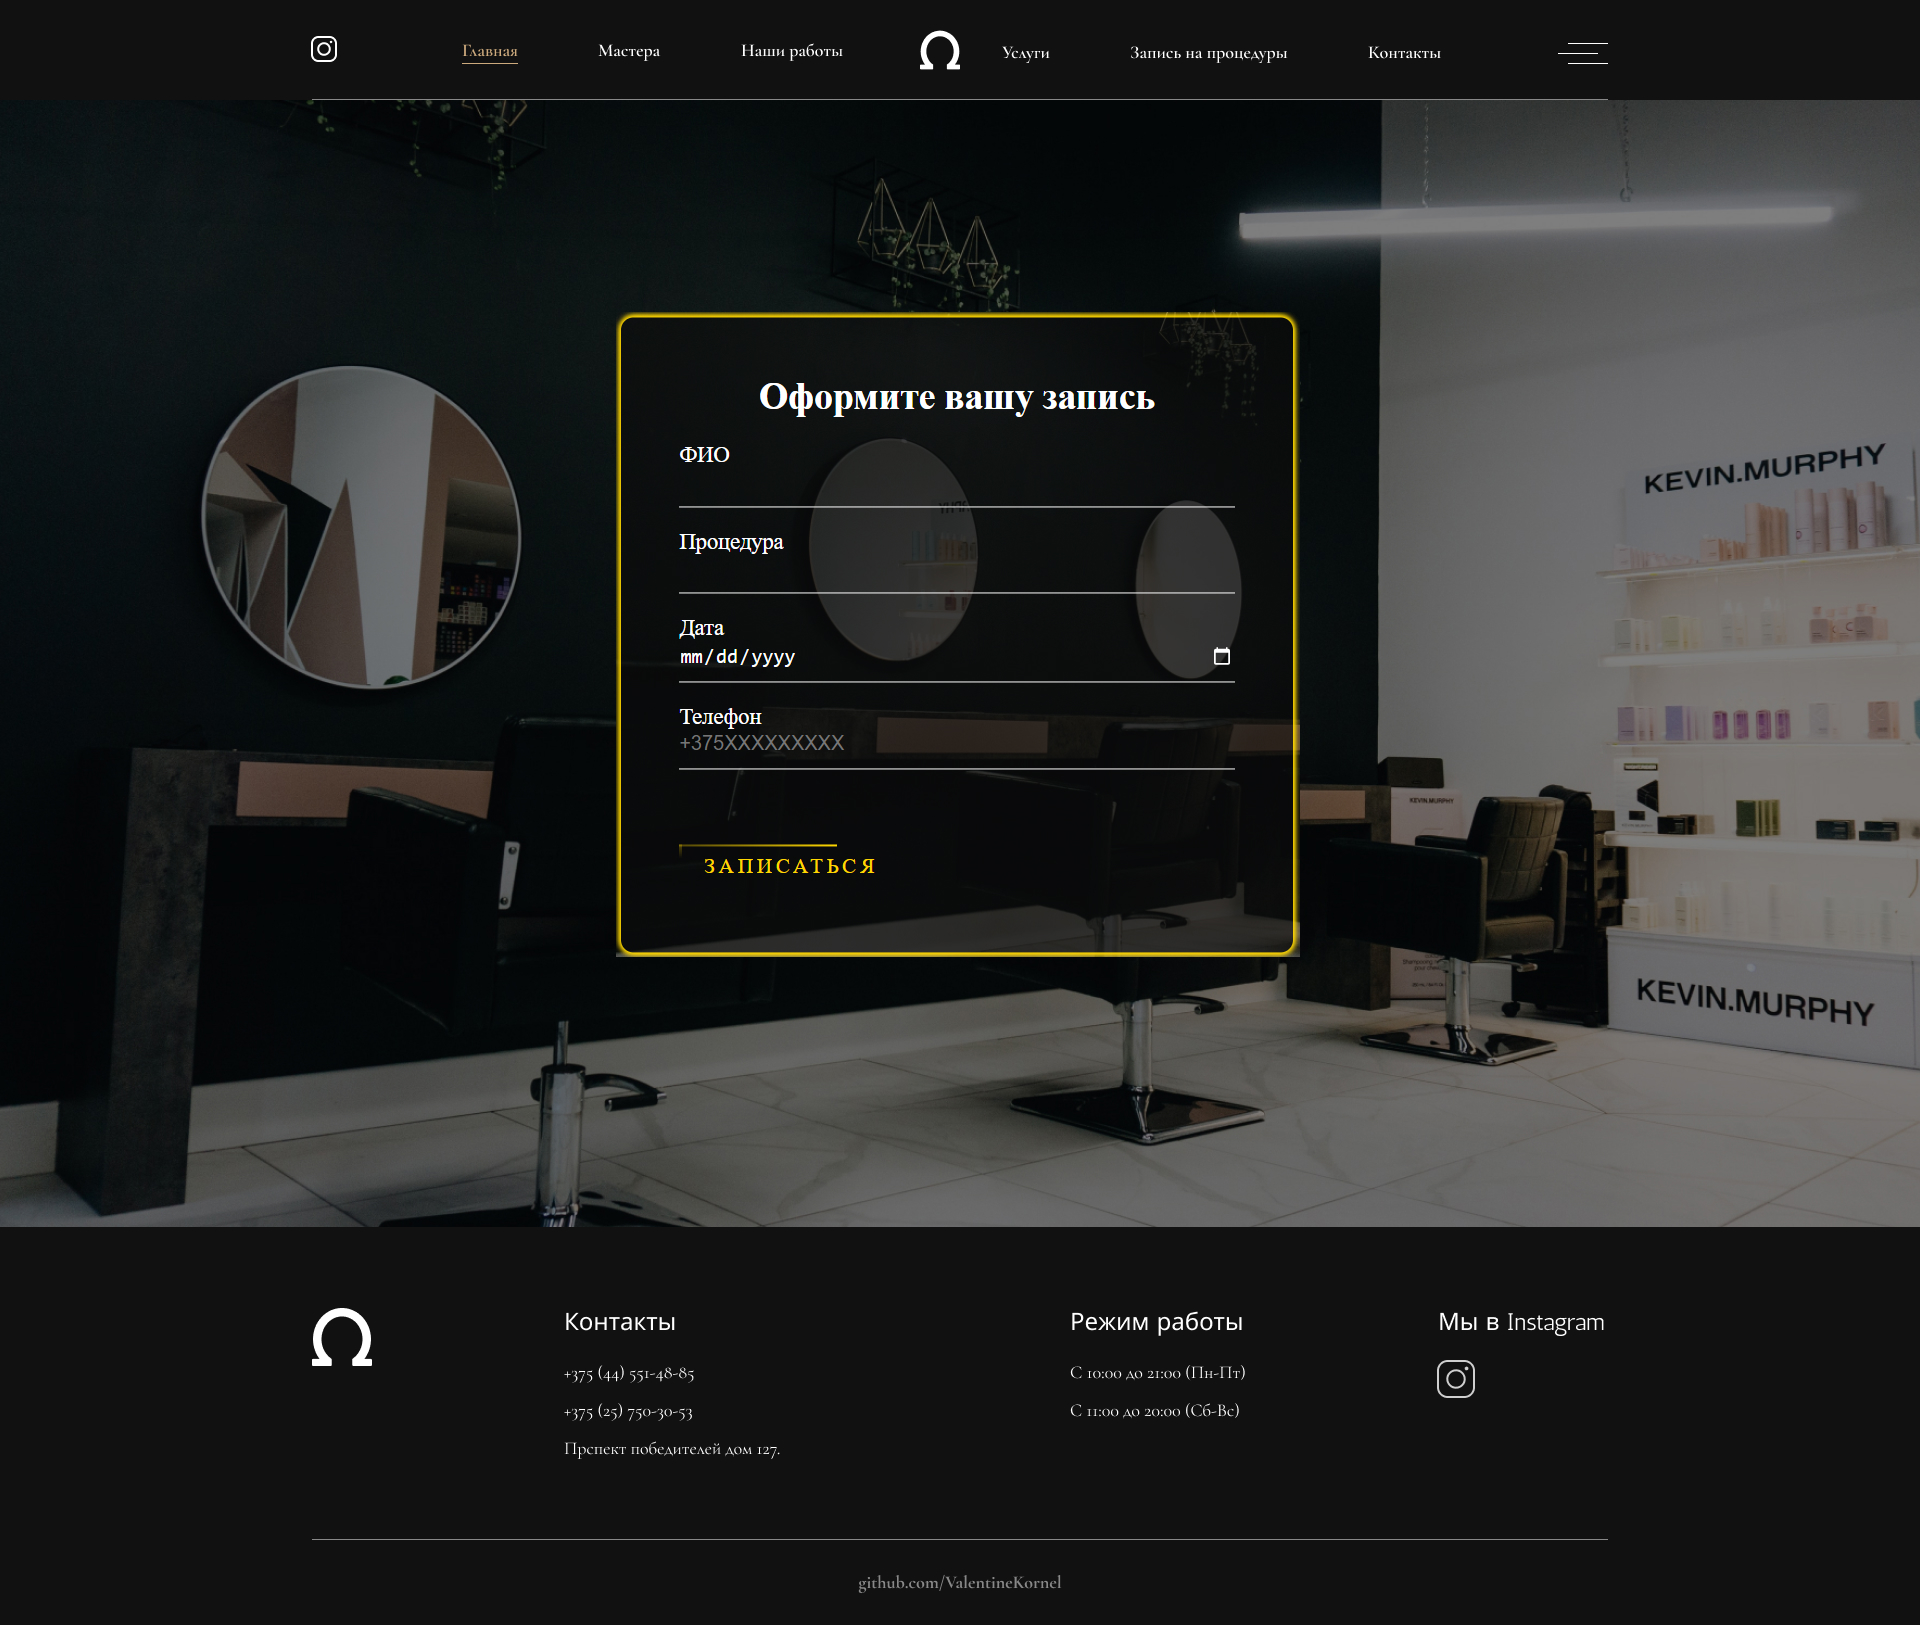 Главная Мастера Наши работы Услуги Запись на процедуры Контакты
Оформите вашу запись
ФИО
Процедура
Дата
mm/dd/yyyy
Телефон
+375XXXXXXXXX
ЗАПИСАТЬСЯ
KEVIN.MURPHY
KEVIN.MURPHY
KEVIN.MURPHY
Контакты
+375 (44) 551-48-85
+375 (25) 750-30-53
Прспект победителей дом 127.
Режим работы
С 10:00 до 21:00 (Пн-Пт)
С 11:00 до 20:00 (Сб-Вс)
Мы в Instagram
github.com/ValentineKornel